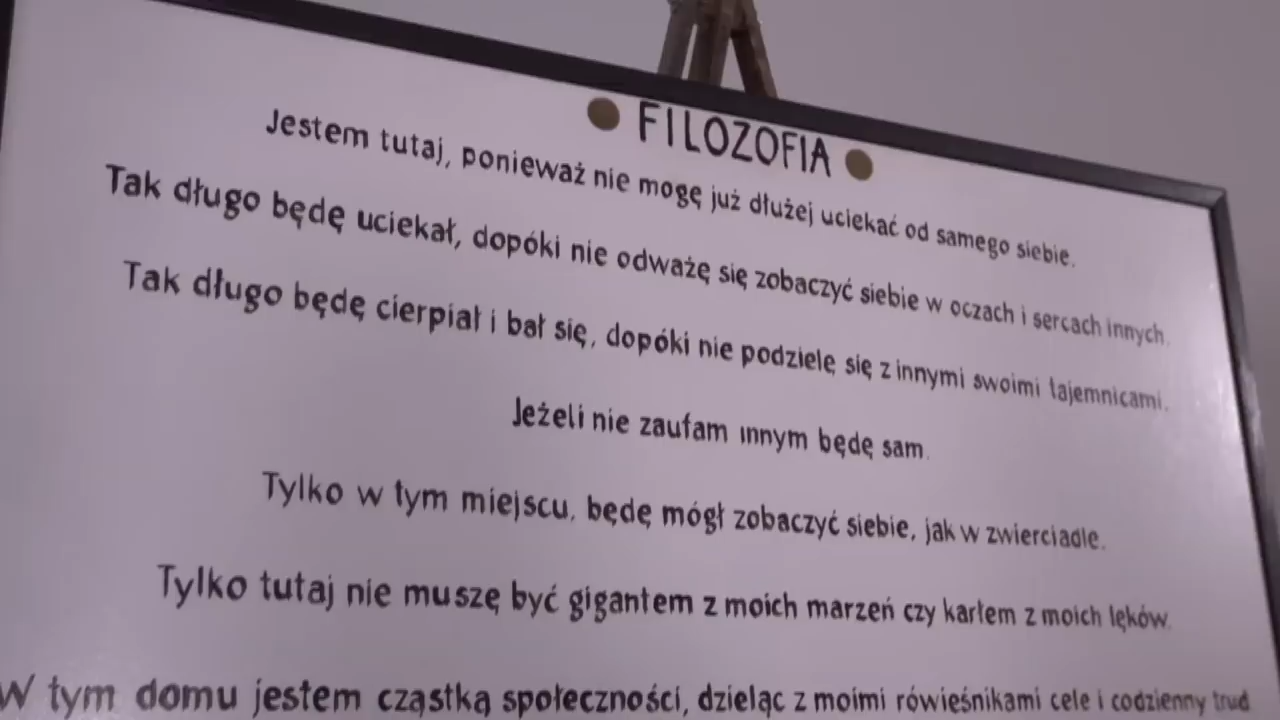 • FILOZOFIA •
Jestem tutaj, ponieważ nie mogę już dłużej uciekać od samego siebie.
Tak długo będę uciekał, dopóki nie odważę się zobaczyć siebie w oczach i sercach innych.
Tak długo będę cierpiał i bał się, dopóki nie podzielę się z innymi swoimi tajemnicami.
Jeżeli nie zaufam innym będę sam.
Tylko w tym miejscu, będę mógł zobaczyć siebie, jak w zwierciadle.
Tylko tutaj nie muszę być gigantem z moich marzeń czy karłem z moich lęków.
W tym domu jestem cząstką społeczności, dzieląc z moimi rówieśnikami cele i codzienny trud